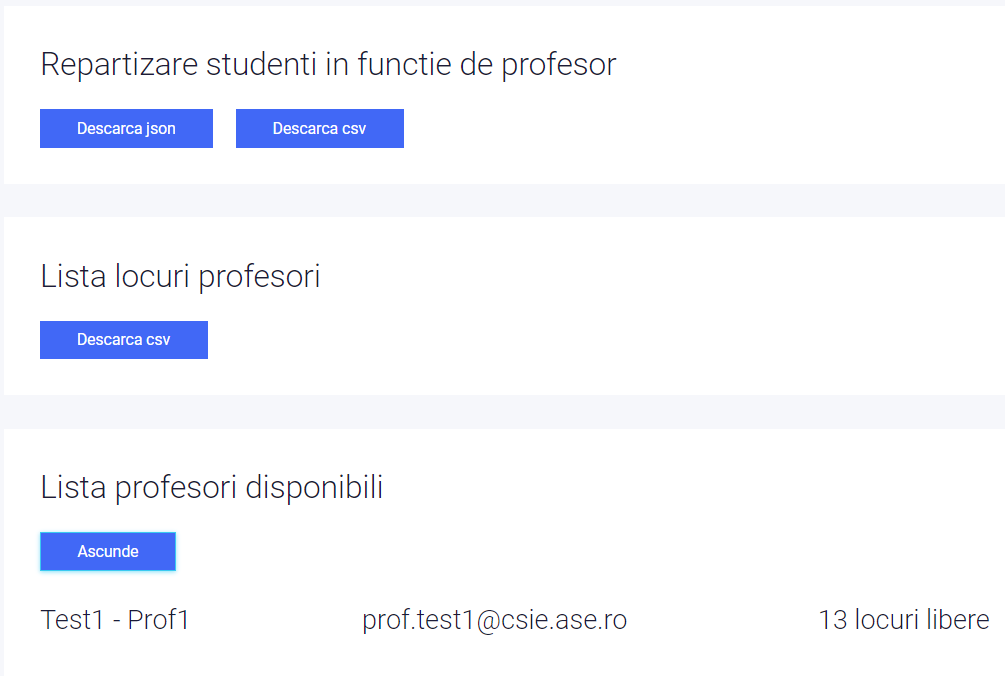 Repartizare studenti in functie de profesor
Descarca json Descarca csv
Lista locuri profesori
Descarca csv
Lista profesori disponibili
Ascunde
Test1 - Prof1 prof.test1@csie.ase.ro 13 locuri libere